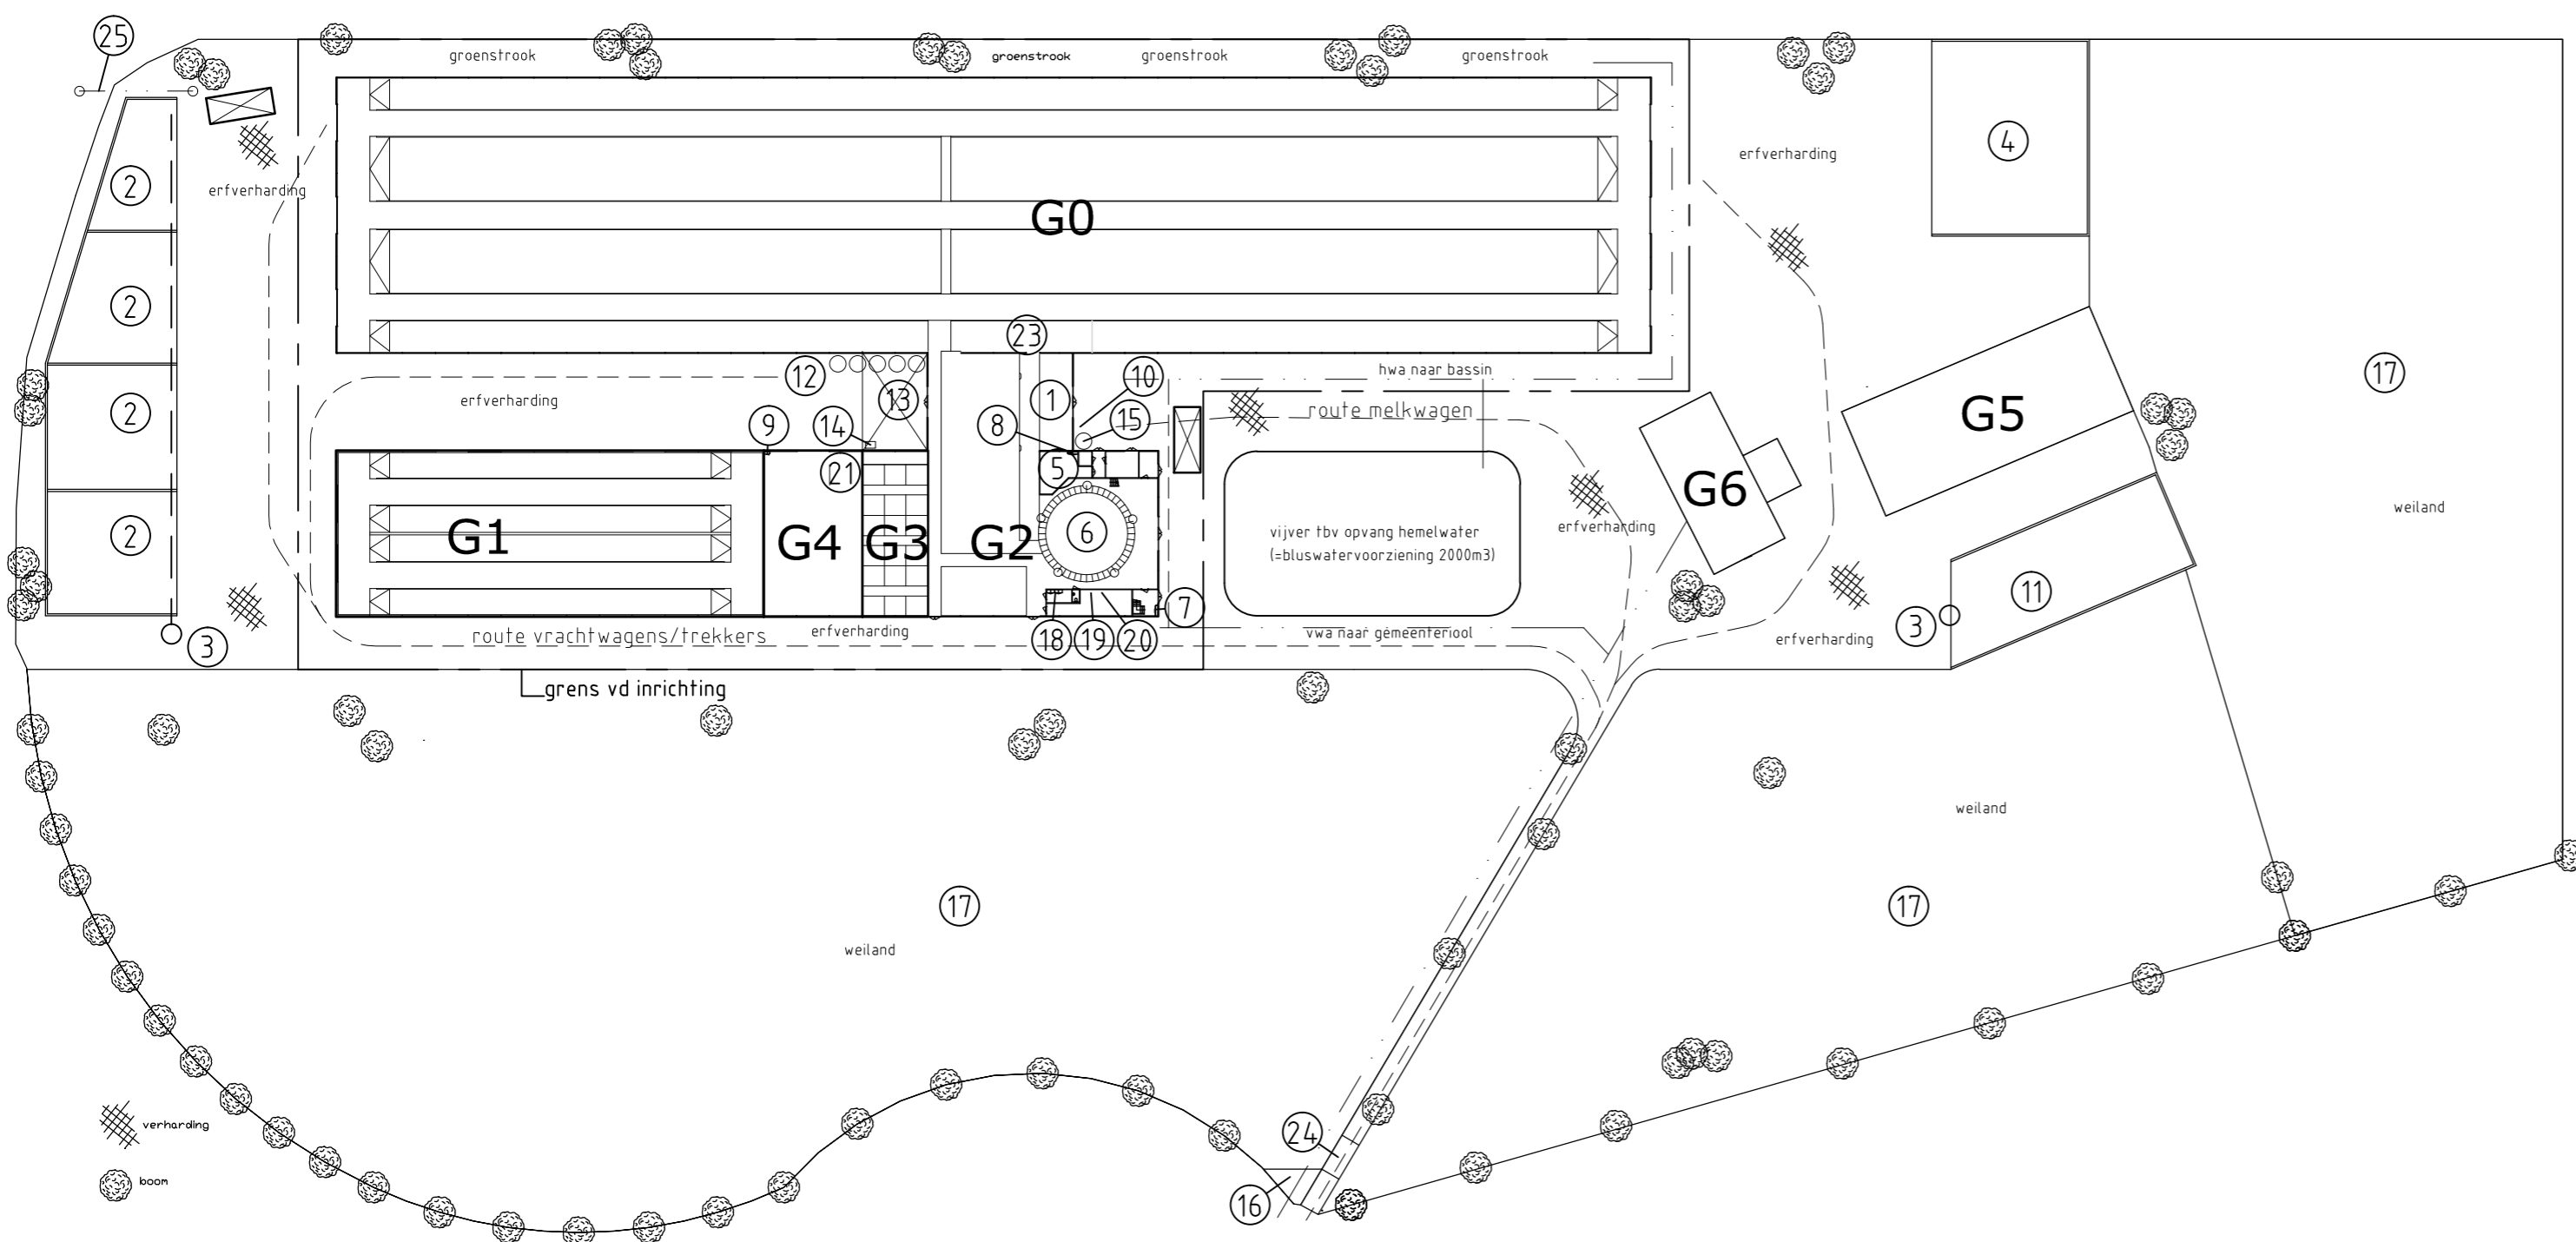 25
groenstrook
groenstrook
groenstrook
groenstrook
4
erfverharding
2
erfverharding
G0
2
23
hwa naar bassin
17
12
13
1
10
erfverharding
route melkwagen
2
9
14
8
15
G5
5
21
G6
weiland
2
G1
G4
G3
G2
6
vijver tbv opvang hemelwater
(=bluswatervoorziening 2000m3)
erfverharding
11
7
3
3
route vrachtwagens/trekkers
erfverharding
18
19
20
vwa naar gemeenteriool
erfverharding
grens vd inrichting
weiland
17
17
weiland
verharding
24
boom
16